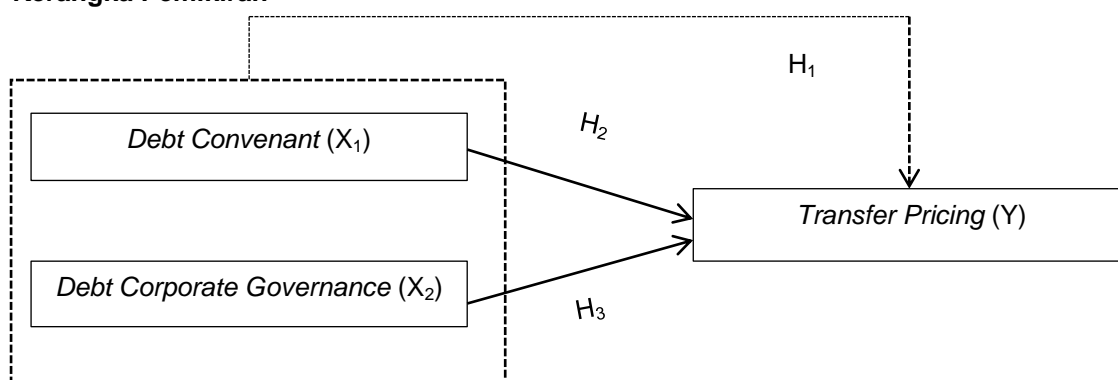 Kerangka Pemikiran
H₁
Debt Convenant (X₁)
H₂
Transfer Pricing (Y)
Debt Corporate Governance (X₂)
H₃